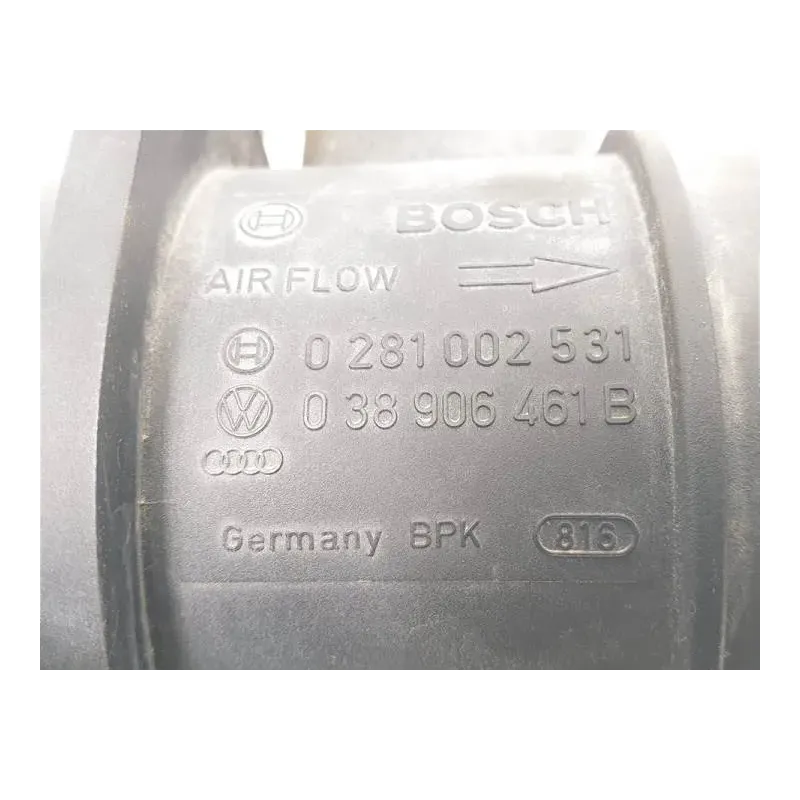 BOSCH
AIR FLOW
0 281 002 531
0 38 906 461 B
Germany BPK 816